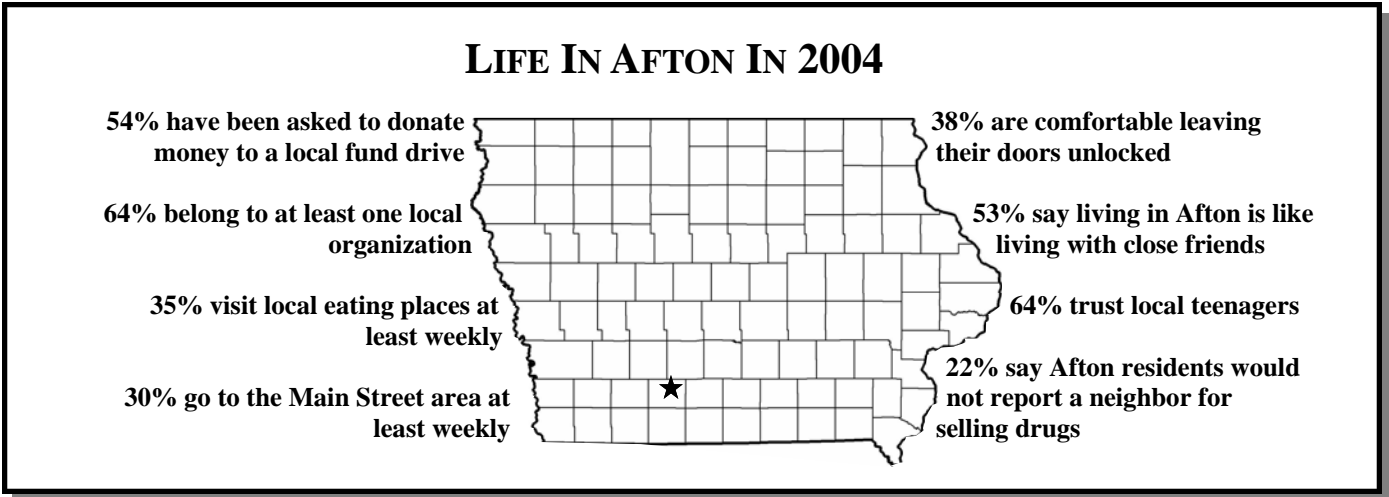 LIFE IN AFTON IN 2004
54% have been asked to donate
money to a local fund drive
64% belong to at least one local
organization
35% visit local eating places at
least weekly
30% go to the Main Street area at
least weekly
38% are comfortable leaving
their doors unlocked
53% say living in Afton is like
living with close friends
64% trust local teenagers
22% say Afton residents would
not report a neighbor for
selling drugs